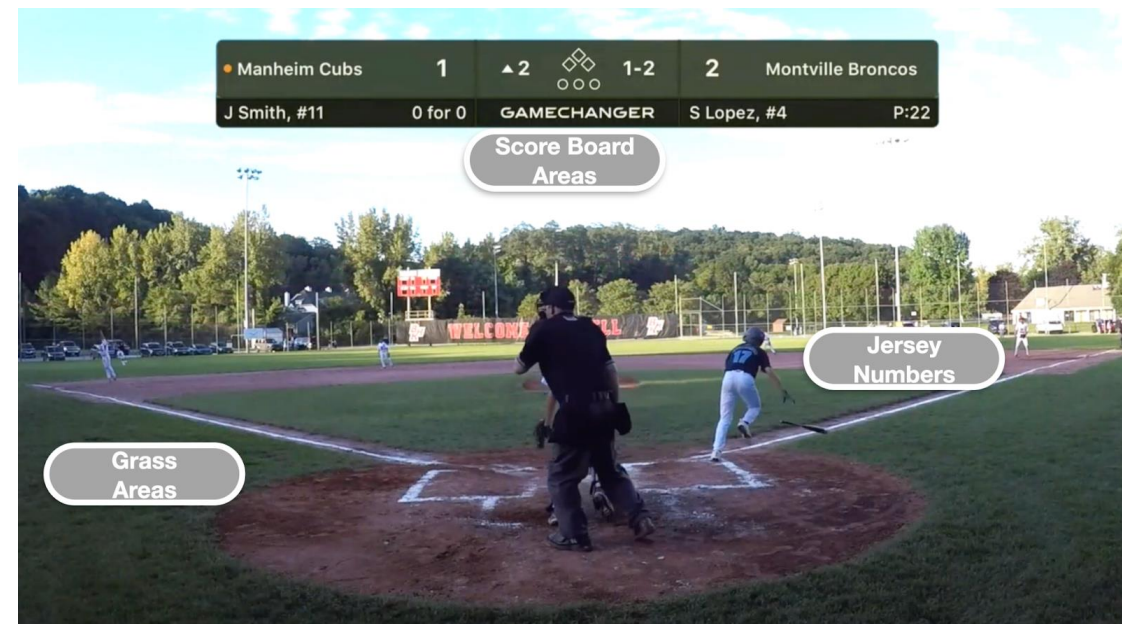 Manheim Cubs 1 ▲2 1-2 2 Montville Broncos
J Smith, #11 0 for 0 GAMECHANGER S Lopez, #4 P:22
Score Board
Areas
WELCOME
17
Jersey
Numbers
Grass
Areas